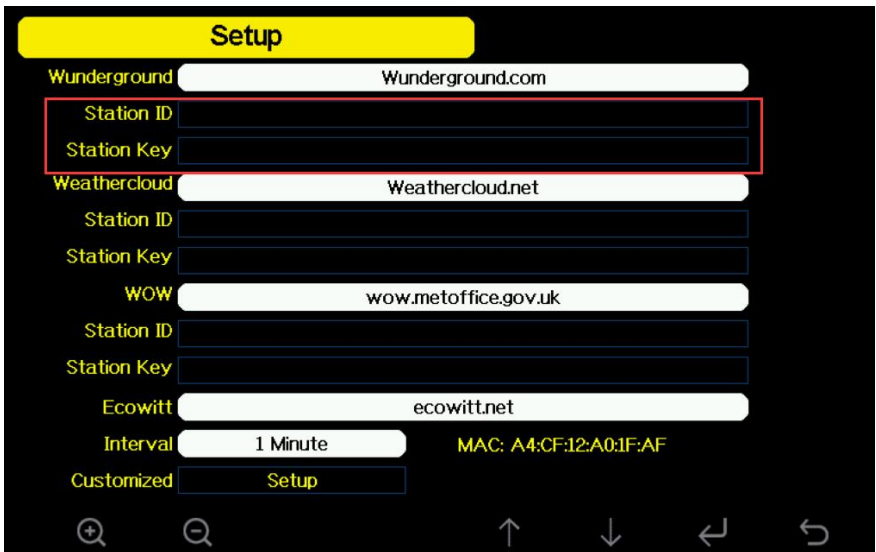 Setup
Wunderground Wunderground.com
Station ID
Station Key
Weathercloud Weathercloud.net
Station ID
Station Key
WOW wow.metoffice.gov.uk
Station ID
Station Key
Ecowitt ecowitt.net
Interval 1 Minute MAC: A4:CF:12:A0:1F:AF
Customized Setup